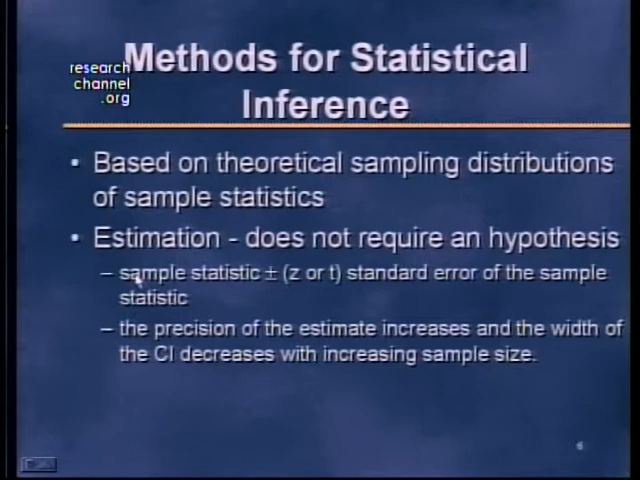 Methods for Statistical
Inference
research
channel
.org
• Based on theoretical sampling distributions
of sample statistics
• Estimation - does not require an hypothesis
– sample statistic ± (z or t) standard error of the sample
statistic
– the precision of the estimate increases and the width of
the CI decreases with increasing sample size.
6